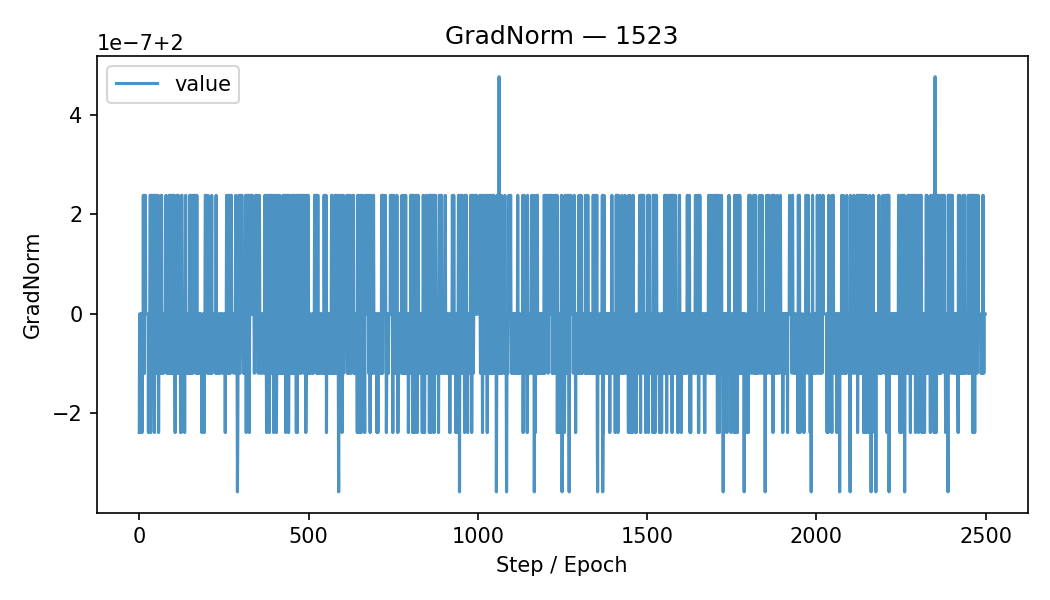 GradNorm — 1523
1e−7+2
value
4
2
0
−2
GradNorm
0
500
1000
1500
2000
2500
Step / Epoch